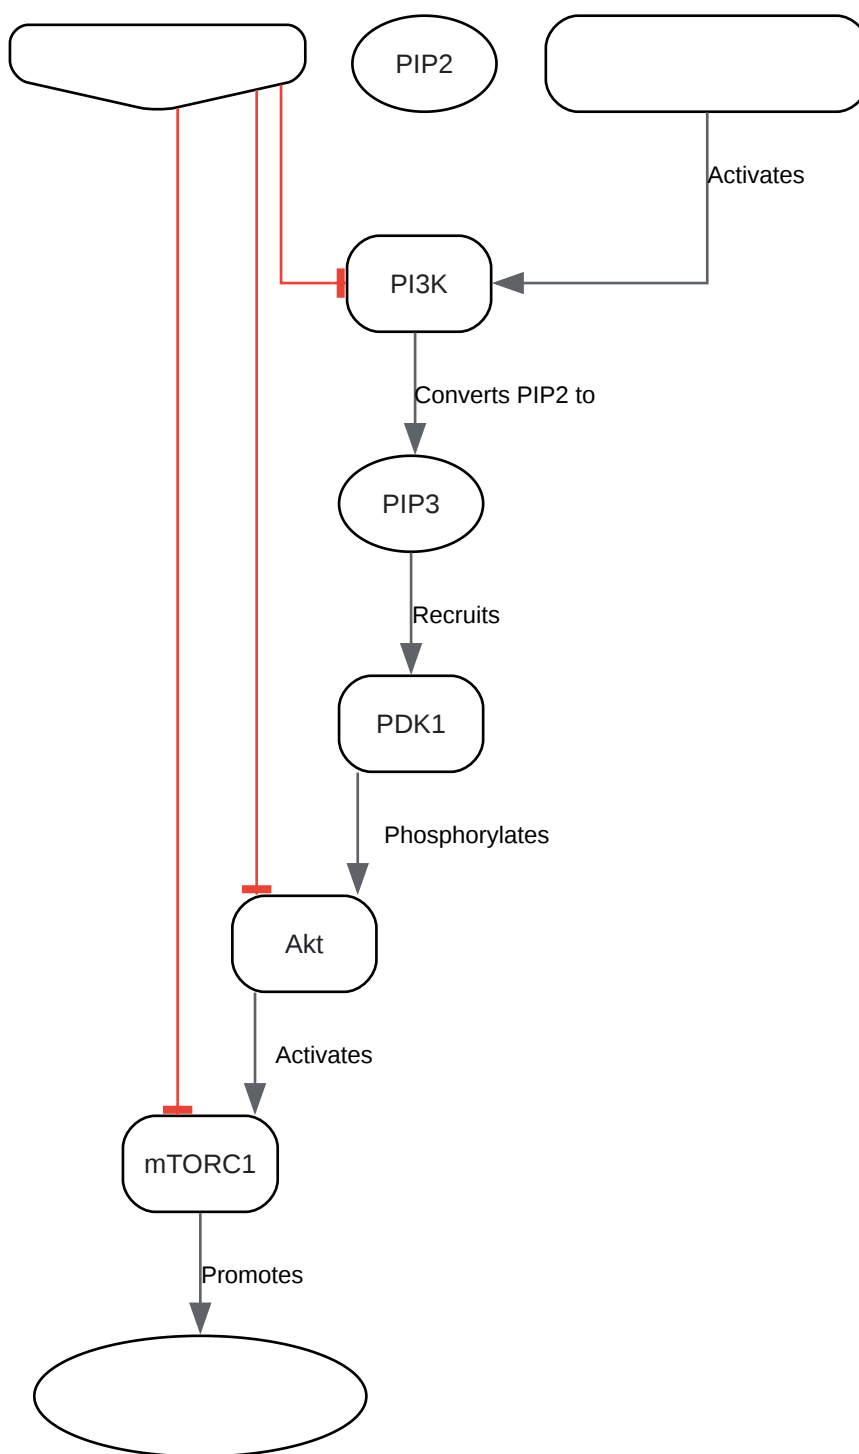 PIP2
Activates
PI3K
Converts PIP2 to
PIP3
Recruits
PDK1
Phosphorylates
Akt
Activates
mTORC1
Promotes